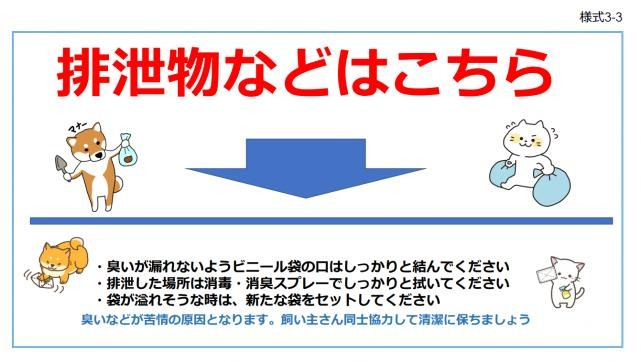 様式3-3
排泄物などはこちら
マナー
・臭いが漏れないようビニール袋の口はしっかりと結んでください
・排泄した場所は消毒・消臭スプレーでしっかりと拭いてください
・袋が溢れそうな時は、新たな袋をセットしてください
臭いなどが苦情の原因となります。飼い主さん同士協力して清潔に保ちましょう